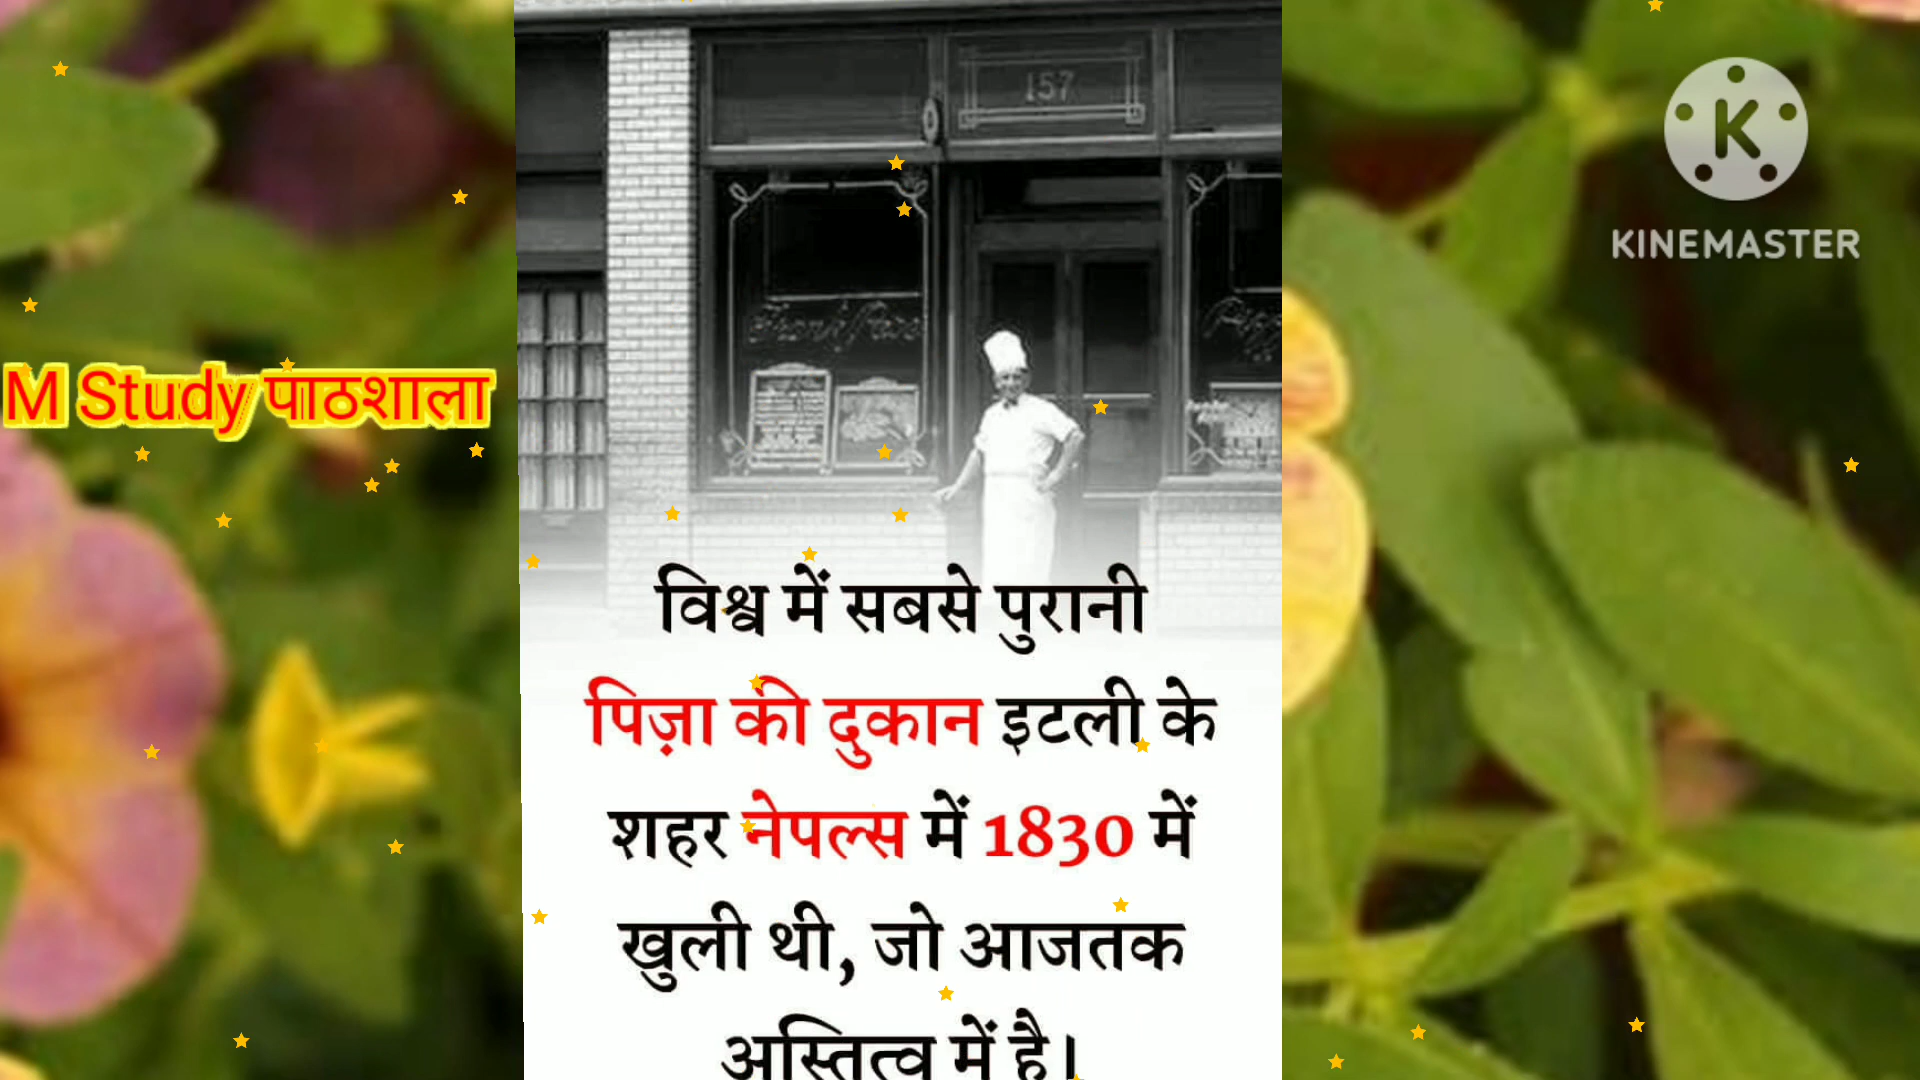 157
KINEMASTER
M Study पाठशाला
विश्व में सबसे पुरानी
पिज़ा की दुकान इटली के
शहर नेपल्स में 1830 में
खुली थी, जो आजतक
अस्तित्व में है।